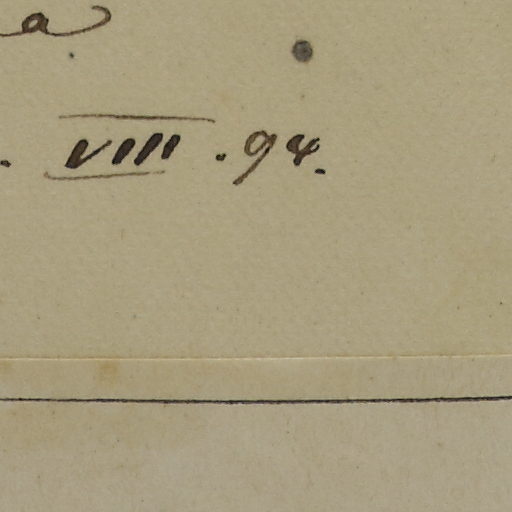 a
. VIII . 94.